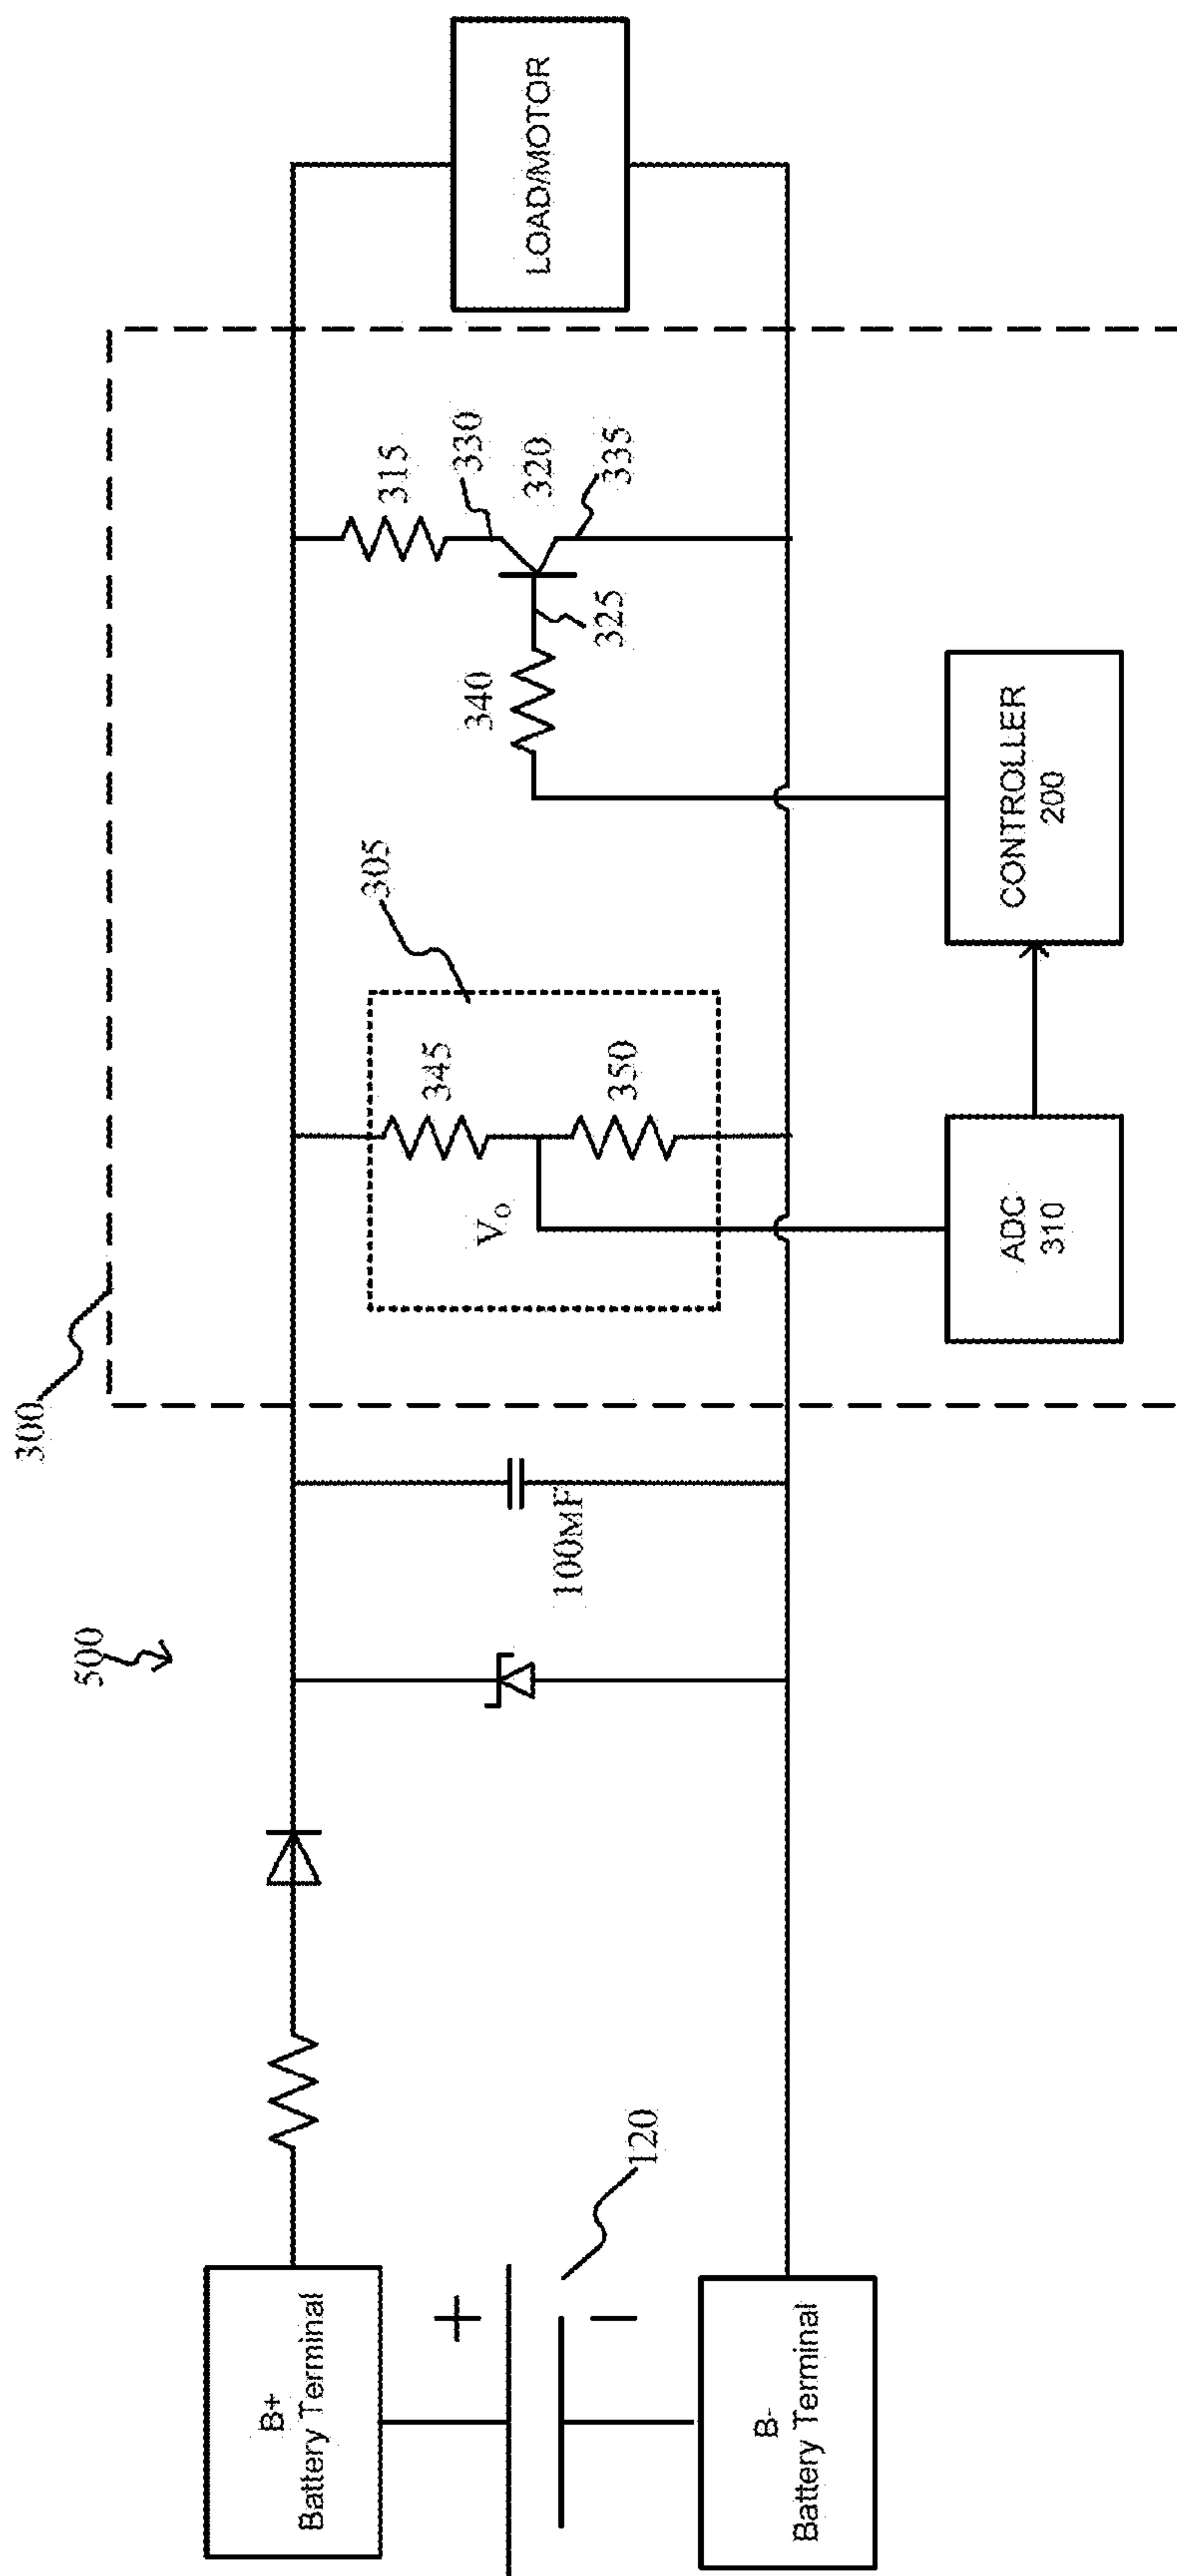 300
500
B+
Battery Terminal
+
−
120
B-
Battery Terminal
100MF
305
345
Vo
350
315
330
320
335
325
340
LOAD/MOTOR
ADC
310
CONTROLLER
200